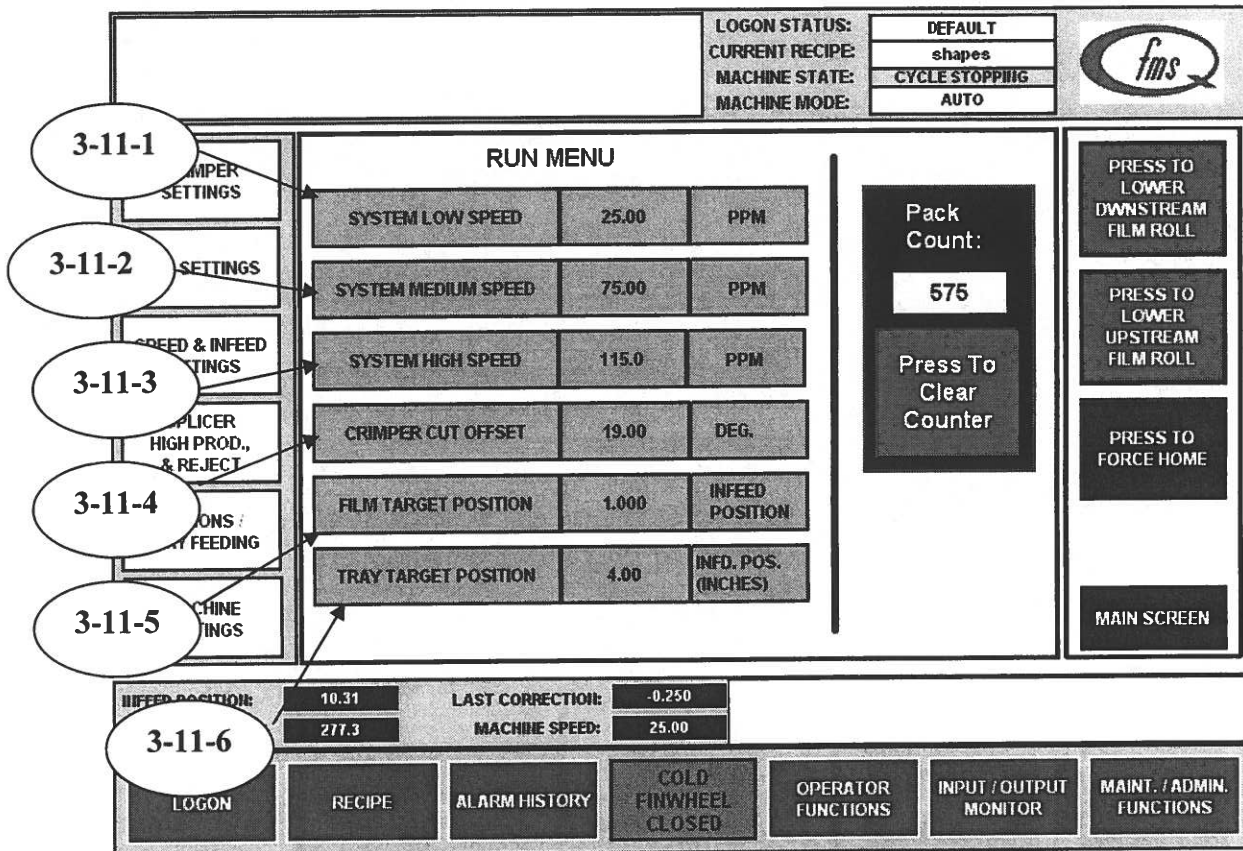 LOGON STATUS: DEFAULT
CURRENT RECIPE: shapes
MACHINE STATE: CYCLE STOPPING
MACHINE MODE: AUTO
fms
3-11-1
3-11-2
3-11-3
3-11-4
3-11-5
3-11-6
SETTINGS
SETTINGS
& INFEED
HIGH PROD.,
& REJECT
FEEDING
RUN MENU
SYSTEM LOW SPEED 25.00 PPM
SYSTEM MEDIUM SPEED 75.00 PPM
SYSTEM HIGH SPEED 115.0 PPM
CRIMPER CUT OFFSET 19.00 DEG.
FILM TARGET POSITION 1.000 INFEED
POSITION
TRAY TARGET POSITION 4.00 INFD. POS.
(INCHES)
Pack
Count:
575
Press To
Clear
Counter
PRESS TO
LOWER
DWNSTREAM
FILM ROLL
PRESS TO
LOWER
UPSTREAM
FILM ROLL
PRESS TO
FORCE HOME
MAIN SCREEN
INFEED POSITION: 10.31 LAST CORRECTION: -0.250
277.3 MACHINE SPEED: 25.00
LOGON
RECIPE
ALARM HISTORY
COLD
FINWHEEL
CLOSED
OPERATOR
FUNCTIONS
INPUT / OUTPUT
MONITOR
MAINT. / ADMIN.
FUNCTIONS